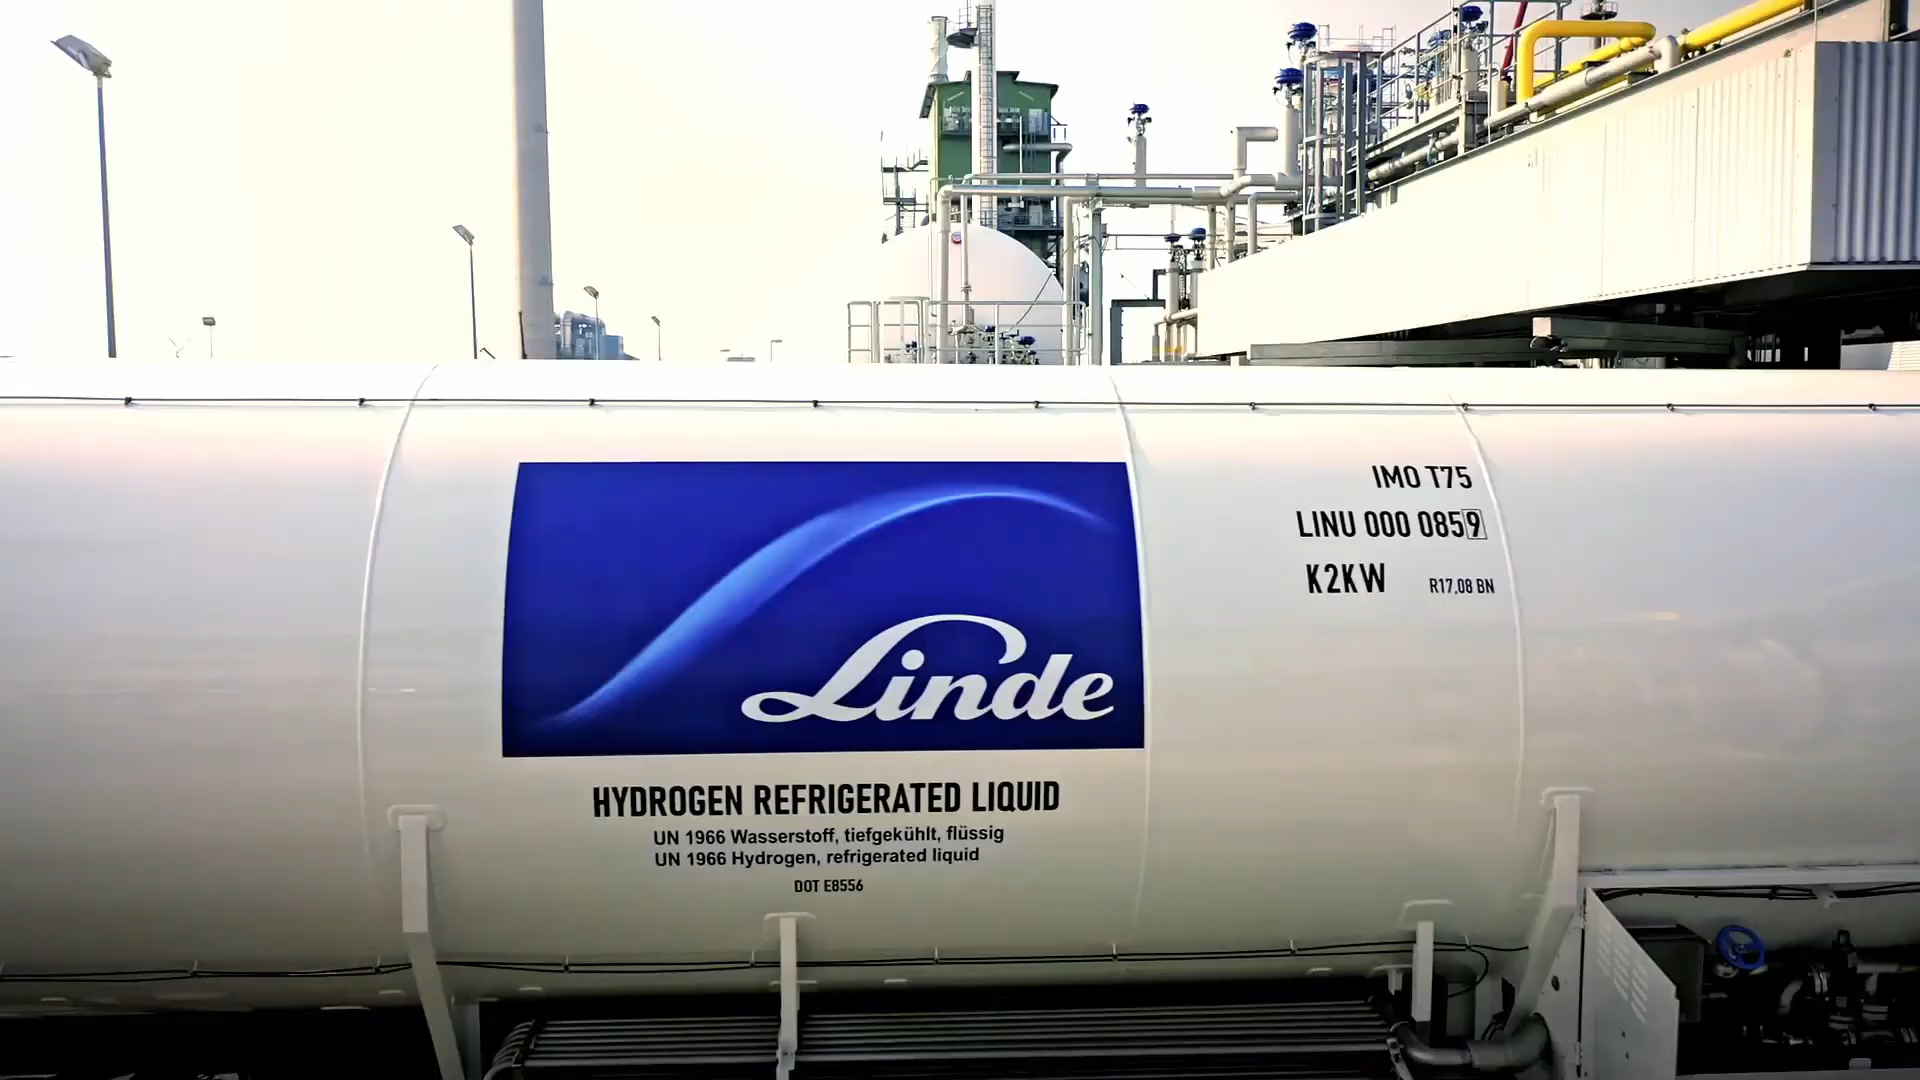 Linde
HYDROGEN REFRIGERATED LIQUID
UN 1966 Wasserstoff, tiefgekühlt, flüssig
UN 1966 Hydrogen, refrigerated liquid
DOT E8556
IMO T75
LINU 000 0859
K2KW R17,08 BN